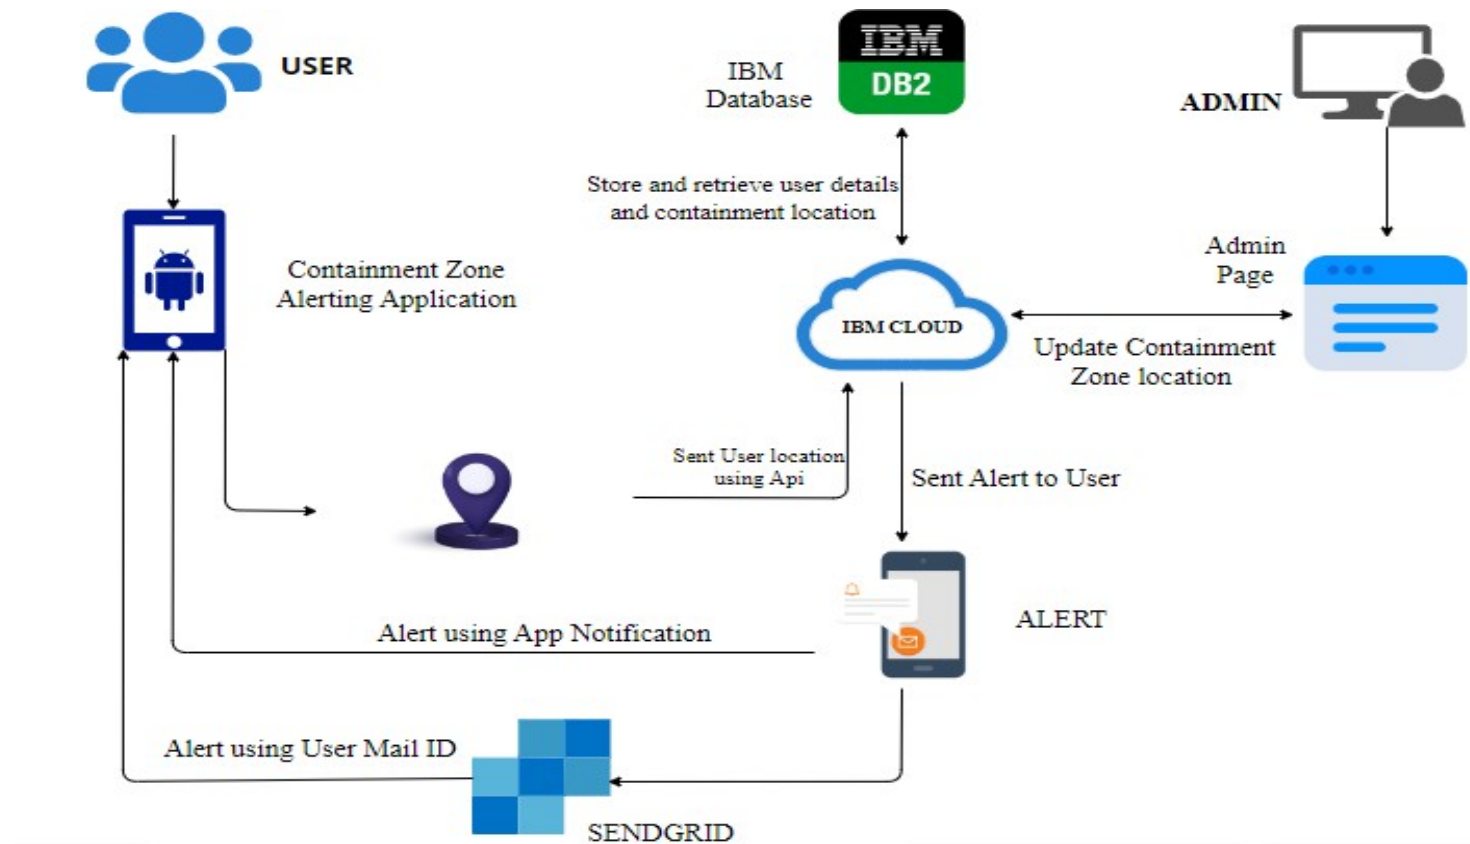 USER
IBM
DB2
IBM
Database
ADMIN
Store and retrieve user details
and containment location
Admin
Page
Containment Zone
Alerting Application
IBM CLOUD
Update Containment
Zone location
Sent User location
using Api
Sent Alert to User
ALERT
Alert using App Notification
Alert using User Mail ID
SENDGRID